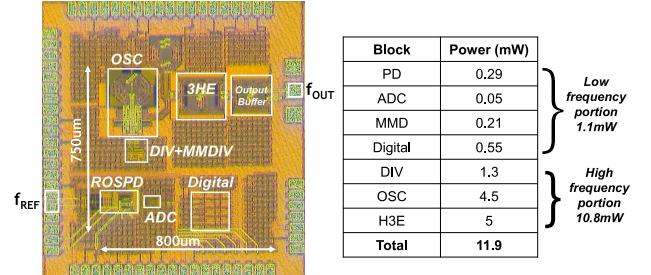 OSC
3HE
Output
Buffer
fOUT
DIV+MMDIV
750um
ROSPD
Digital
fREF
ADC
800um
Block Power (mW)
PD 0.29
ADC 0.05
MMD 0.21
Digital 0.55
DIV 1.3
OSC 4.5
H3E 5
Total 11.9
Low
frequency
portion
1.1mW
High
frequency
portion
10.8mW